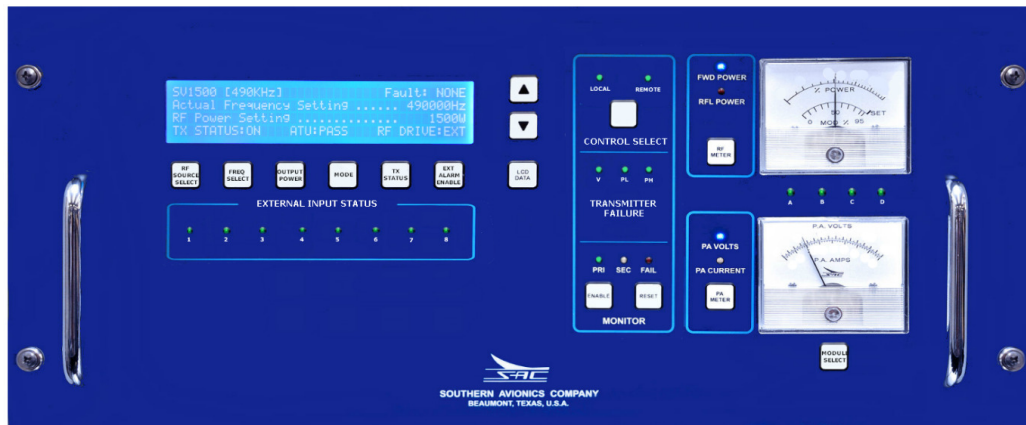 SV1500 [490KHz] Fault: NONE
Actual Frequency Setting ...... 490000Hz
RF Power Setting ............... 1500W
TX STATUS:ON ATU:PASS RF DRIVE:EXT
▲
▼
RF SOURCE SELECT
FREQ SELECT
OUTPUT POWER
MODE
TX STATUS
EXT ALARM ENABLE
LCD DATA
EXTERNAL INPUT STATUS
1 2 3 4 5 6 7 8
LOCAL REMOTE
CONTROL SELECT
V PL PH
TRANSMITTER
FAILURE
PRI SEC FAIL
ENABLE RESET
MONITOR
FWD POWER
RFL POWER
RF METER
% POWER
50 SET
0 MOD % 95
A B C D
PA VOLTS
PA CURRENT
PA METER
P.A. VOLTS
P.A. AMPS
MODULE SELECT
SAC
SOUTHERN AVIONICS COMPANY
BEAUMONT, TEXAS, U.S.A.